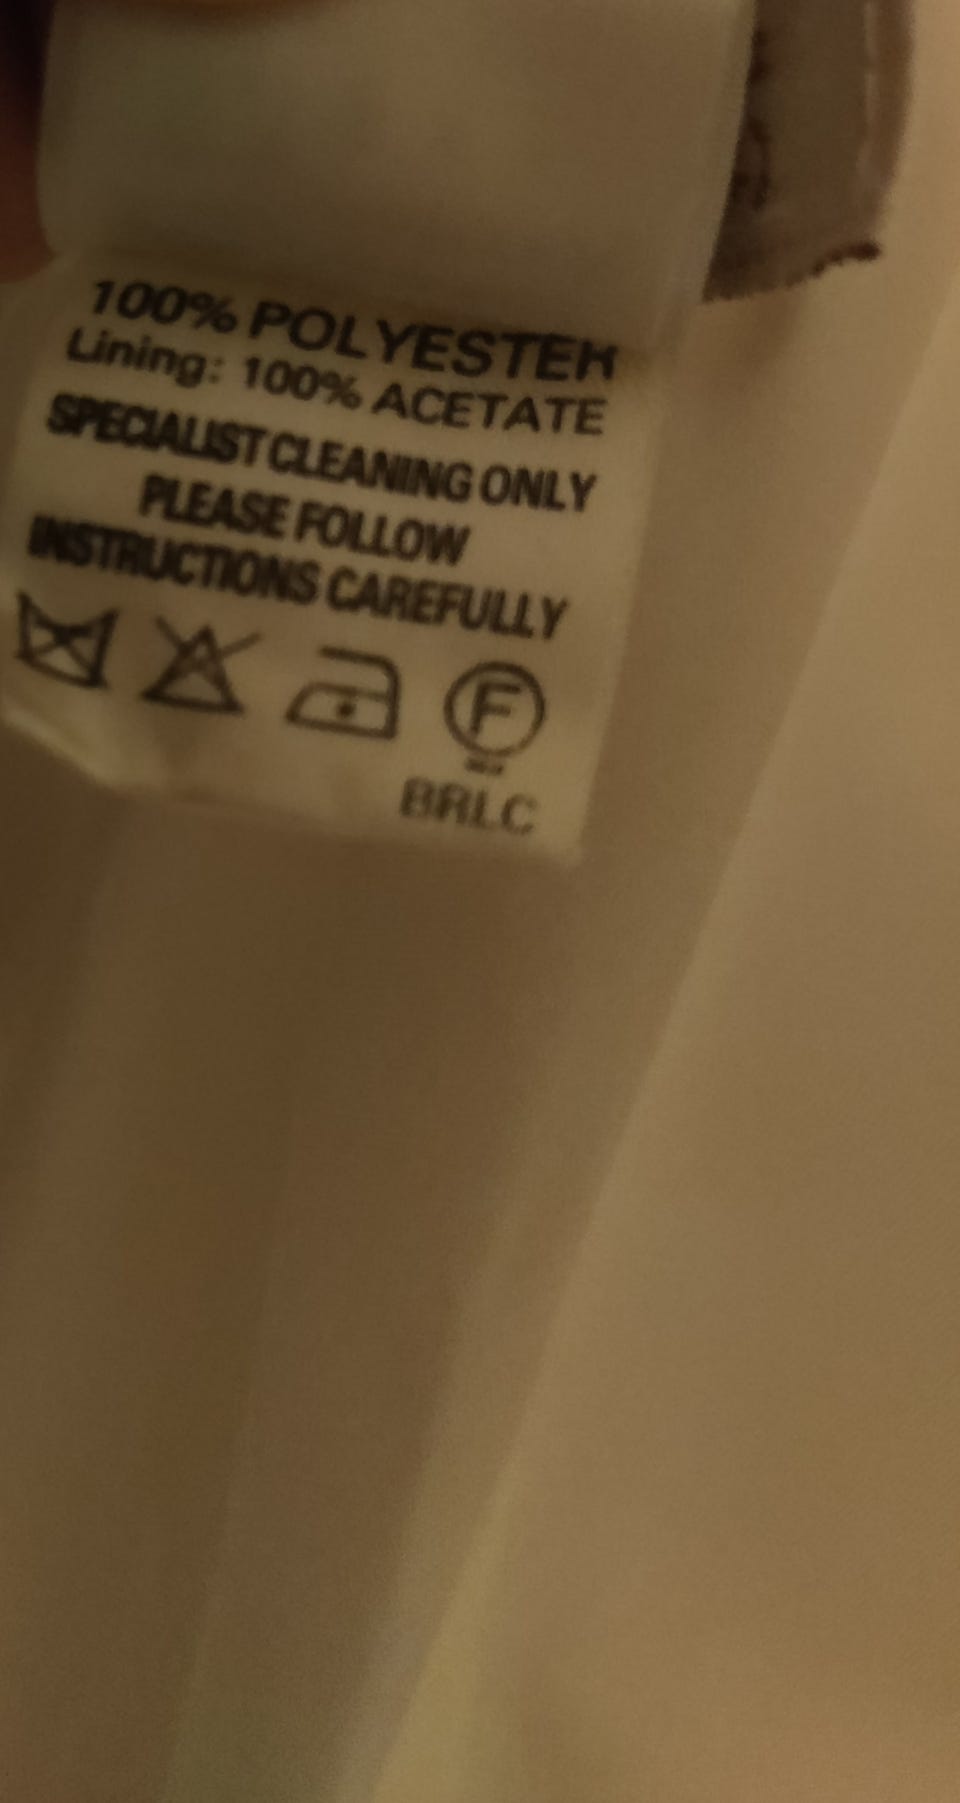 100% POLYESTER
Lining: 100% ACETATE
SPECIALIST CLEANING ONLY
PLEASE FOLLOW
INSTRUCTIONS CAREFULLY
F
BRLC